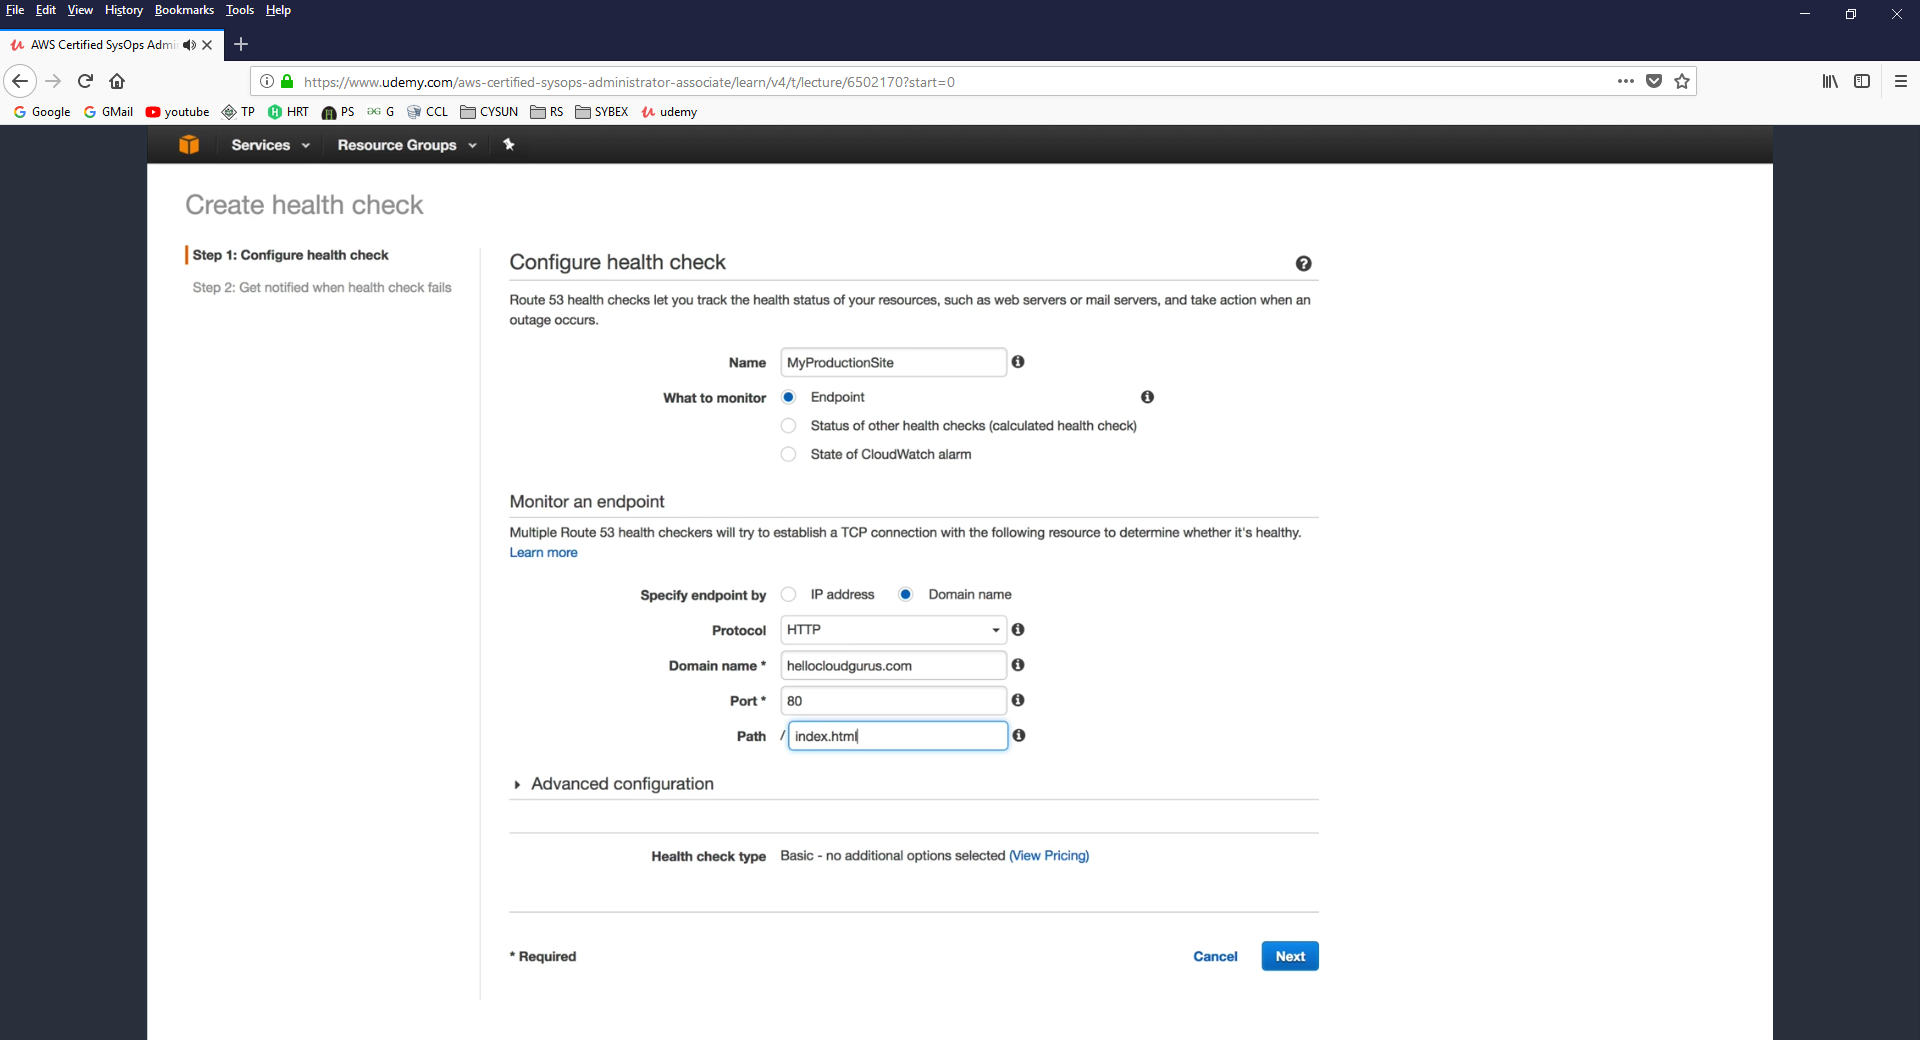 File Edit View History Bookmarks Tools Help
AWS Certified SysOps Admi
https://www.udemy.com/aws-certified-sysops-administrator-associate/learn/v4/t/lecture/6502170?start=0
Google GMail youtube TP HRT PS G CCL CYSUN RS SYBEX udemy
Services Resource Groups
Create health check
Step 1: Configure health check
Step 2: Get notified when health check fails
Configure health check
Route 53 health checks let you track the health status of your resources, such as web servers or mail servers, and take action when an
outage occurs.
Name MyProductionSite
What to monitor Endpoint
Status of other health checks (calculated health check)
State of CloudWatch alarm
Monitor an endpoint
Multiple Route 53 health checkers will try to establish a TCP connection with the following resource to determine whether it's healthy.
Learn more
Specify endpoint by IP address Domain name
Protocol HTTP
Domain name * hellocloudgurus.com
Port * 80
Path / index.html
Advanced configuration
Health check type Basic - no additional options selected (View Pricing)
* Required Cancel Next